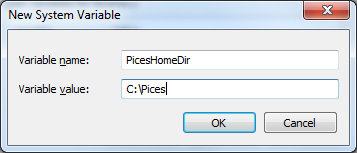 New System Variable
Variable name: PicesHomeDir
Variable value: C:\Pices
OK Cancel